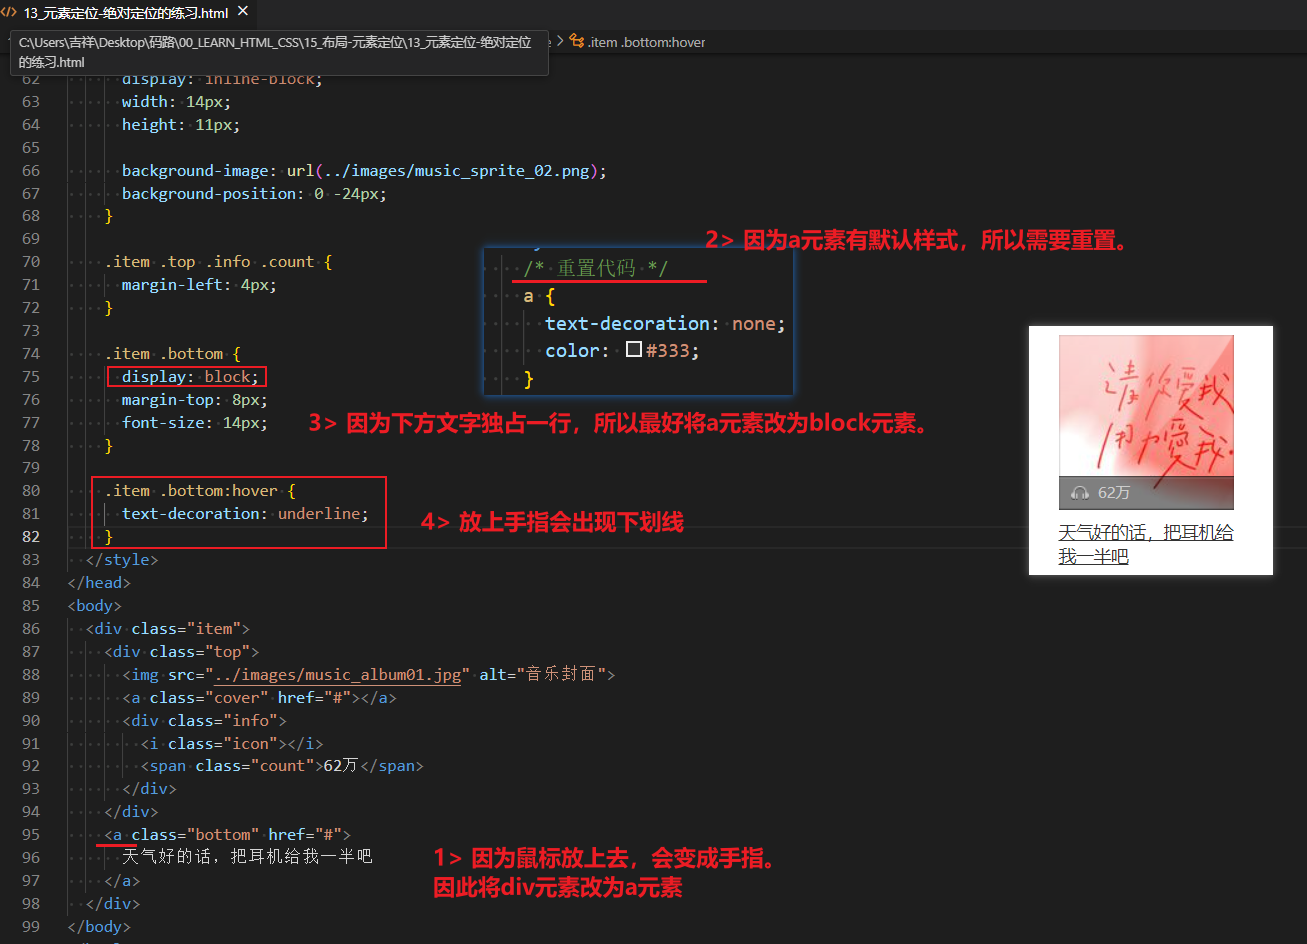 13_元素定位-绝对定位的练习.html
C:\Users\吉祥\Desktop\码路\00_LEARN_HTML_CSS\15_布局-元素定位\13_元素定位-绝对定位的练习.html
.item .bottom:hover
62 display: inline-block;
63 width: 14px;
64 height: 11px;
65
66 background-image: url(../images/music_sprite_02.png);
67 background-position: 0 -24px;
68 }
69
70 .item .top .info .count {
71 margin-left: 4px;
72 }
73
74 .item .bottom {
75 display: block;
76 margin-top: 8px;
77 font-size: 14px;
78 }
79
80 .item .bottom:hover {
81 text-decoration: underline;
82 }
83 </style>
84 </head>
85 <body>
86 <div class="item">
87 <div class="top">
88 <img src="../images/music_album01.jpg" alt="音乐封面">
89 <a class="cover" href="#"></a>
90 <div class="info">
91 <i class="icon"></i>
92 <span class="count">62万</span>
93 </div>
94 </div>
95 <a class="bottom" href="#">
96 天气好的话，把耳机给我一半吧
97 </a>
98 </div>
99 </body>
2> 因为a元素有默认样式，所以需要重置。
/* 重置代码 */
a {
text-decoration: none;
color: #333;
}
3> 因为下方文字独占一行，所以最好将a元素改为block元素。
4> 放上手指会出现下划线
1> 因为鼠标放上去，会变成手指。
因此将div元素改为a元素
請你愛我
用力愛我
62万
天气好的话，把耳机给
我一半吧